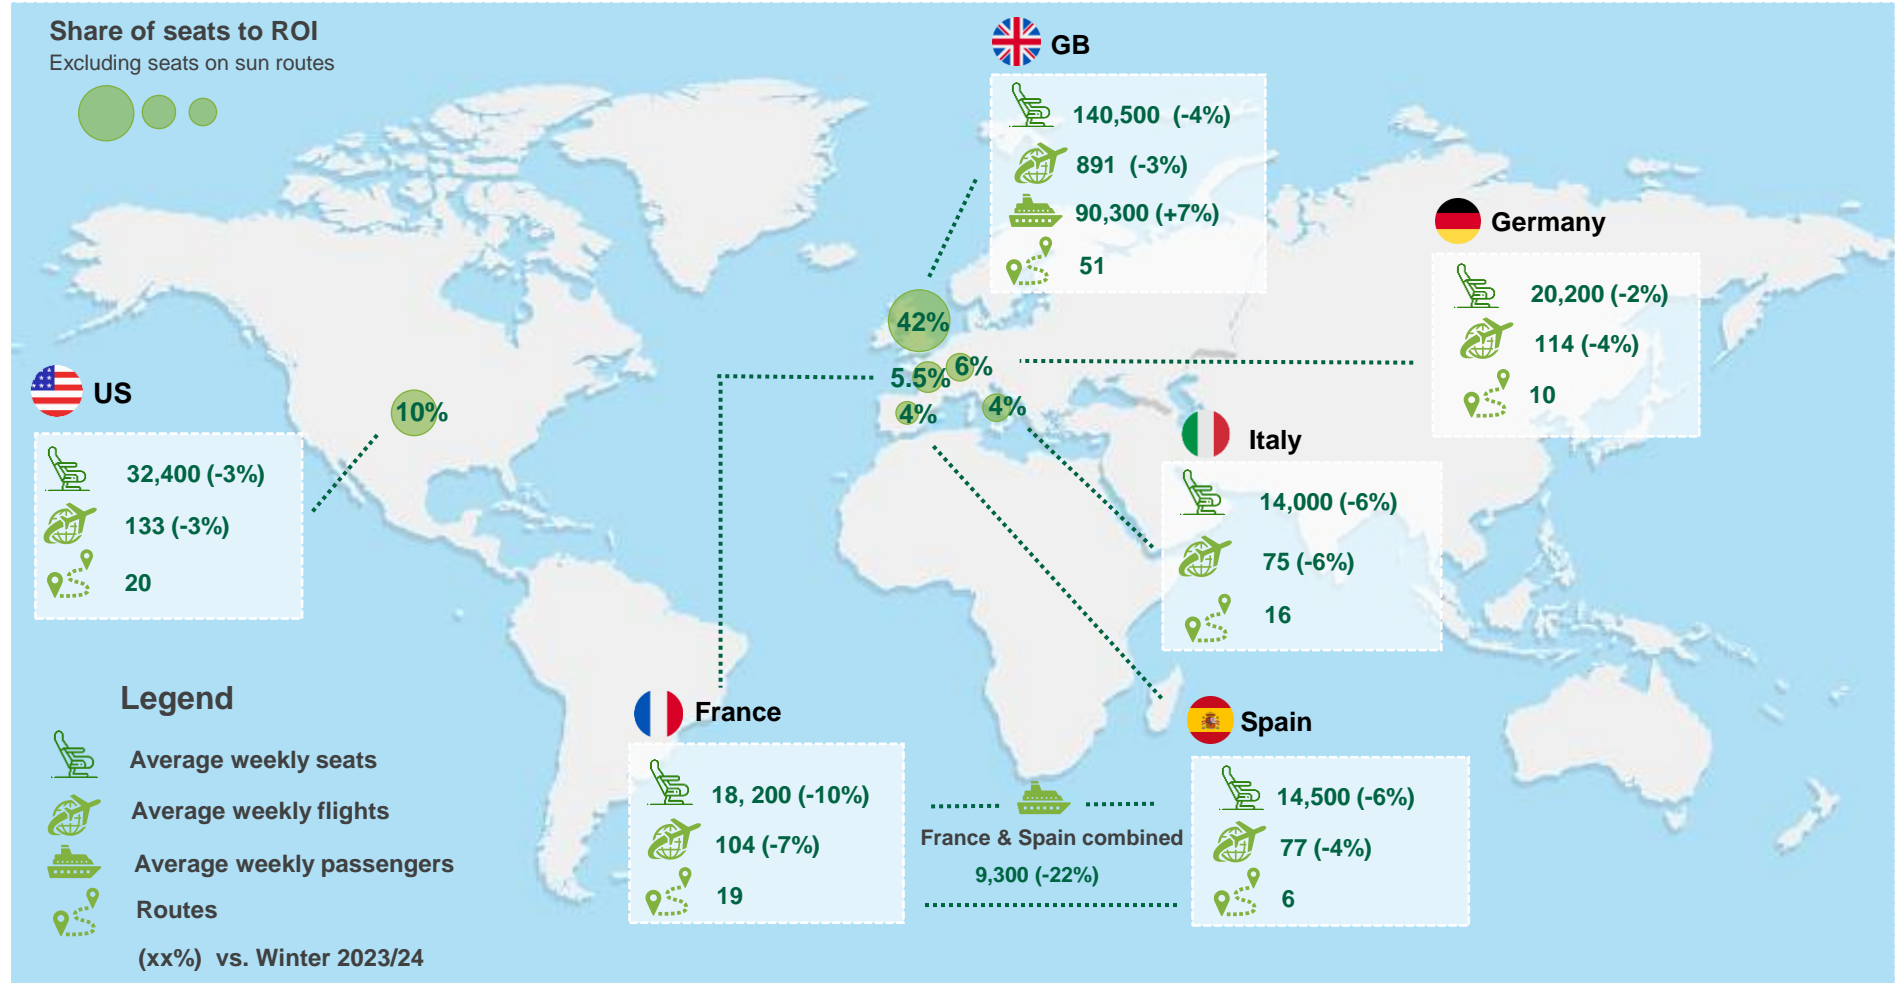 Share of seats to ROI
Excluding seats on sun routes
GB
140,500 (-4%)
891 (-3%)
90,300 (+7%)
51
Germany
20,200 (-2%)
114 (-4%)
10
42%
5.5%
6%
4%
4%
10%
US
32,400 (-3%)
133 (-3%)
20
Italy
14,000 (-6%)
75 (-6%)
16
France
18, 200 (-10%)
104 (-7%)
19
France & Spain combined
9,300 (-22%)
Spain
14,500 (-6%)
77 (-4%)
6
Legend
Average weekly seats
Average weekly flights
Average weekly passengers
Routes
(xx%) vs. Winter 2023/24